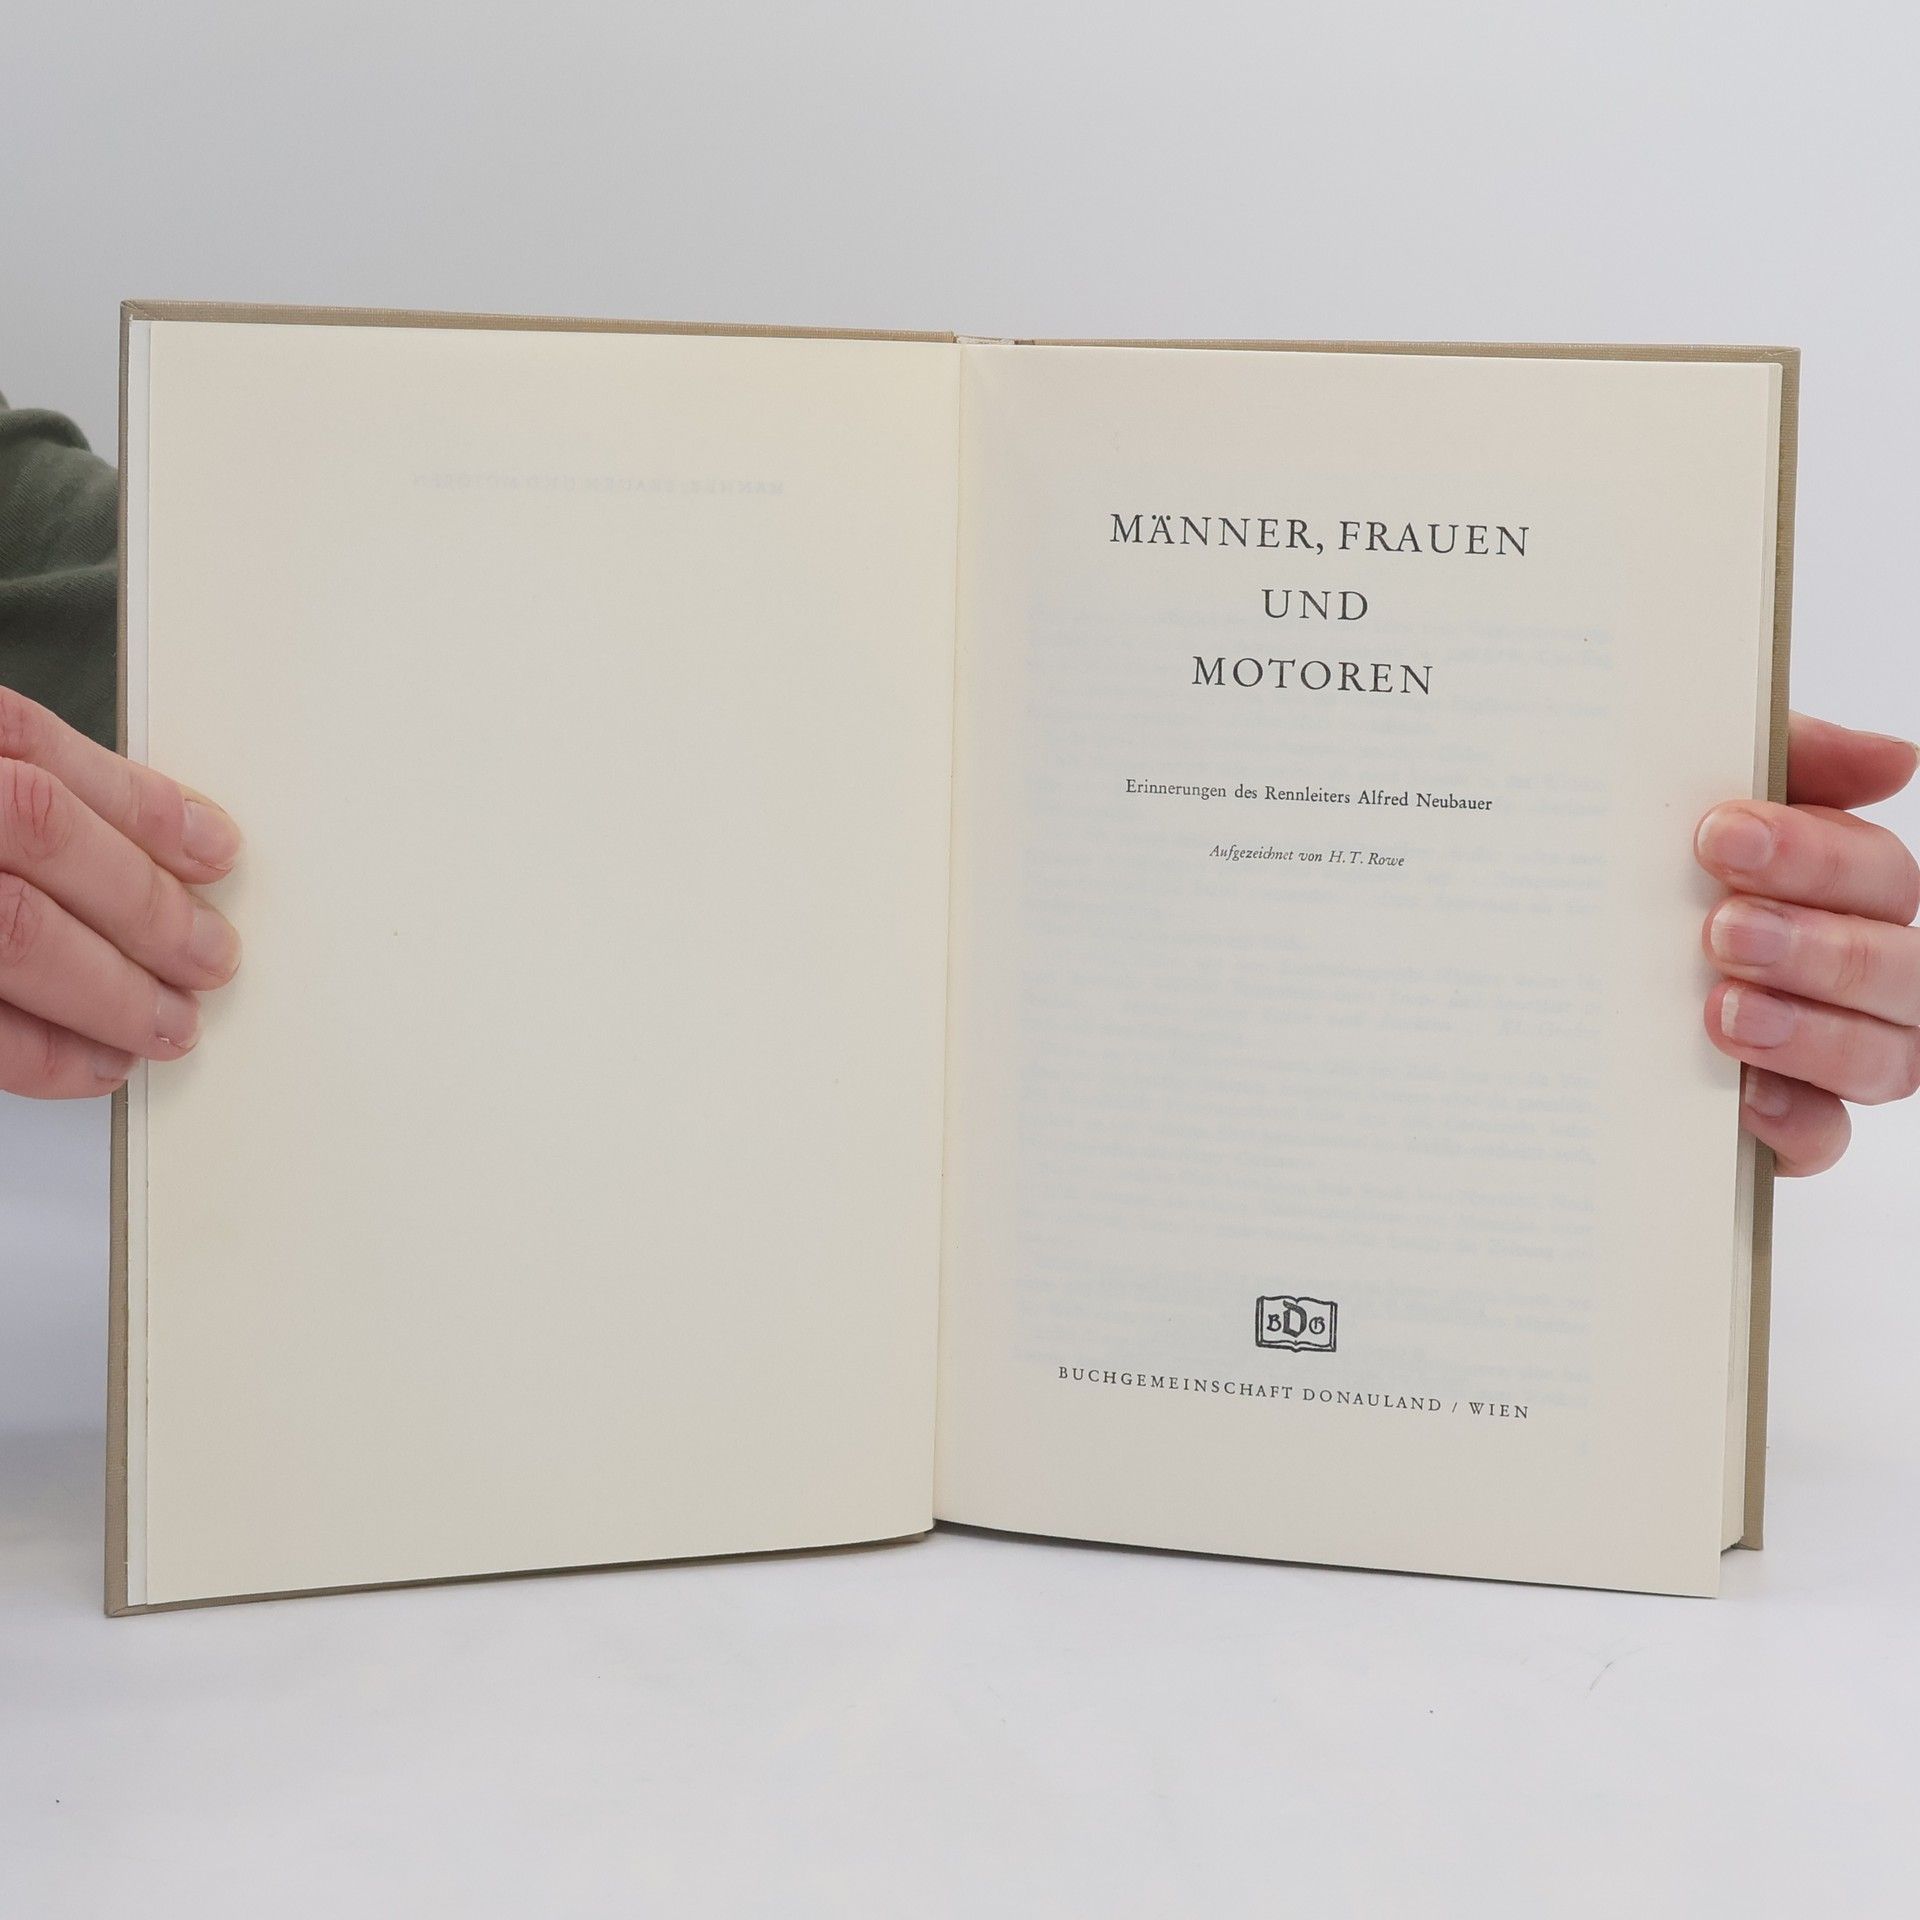 MÄNNER, FRAUEN
UND
MOTOREN
Erinnerungen des Rennleiters Alfred Neubauer
Aufgezeichnet von H. T. Rowe
BDG
BUCHGEMEINSCHAFT DONAULAND / WIEN